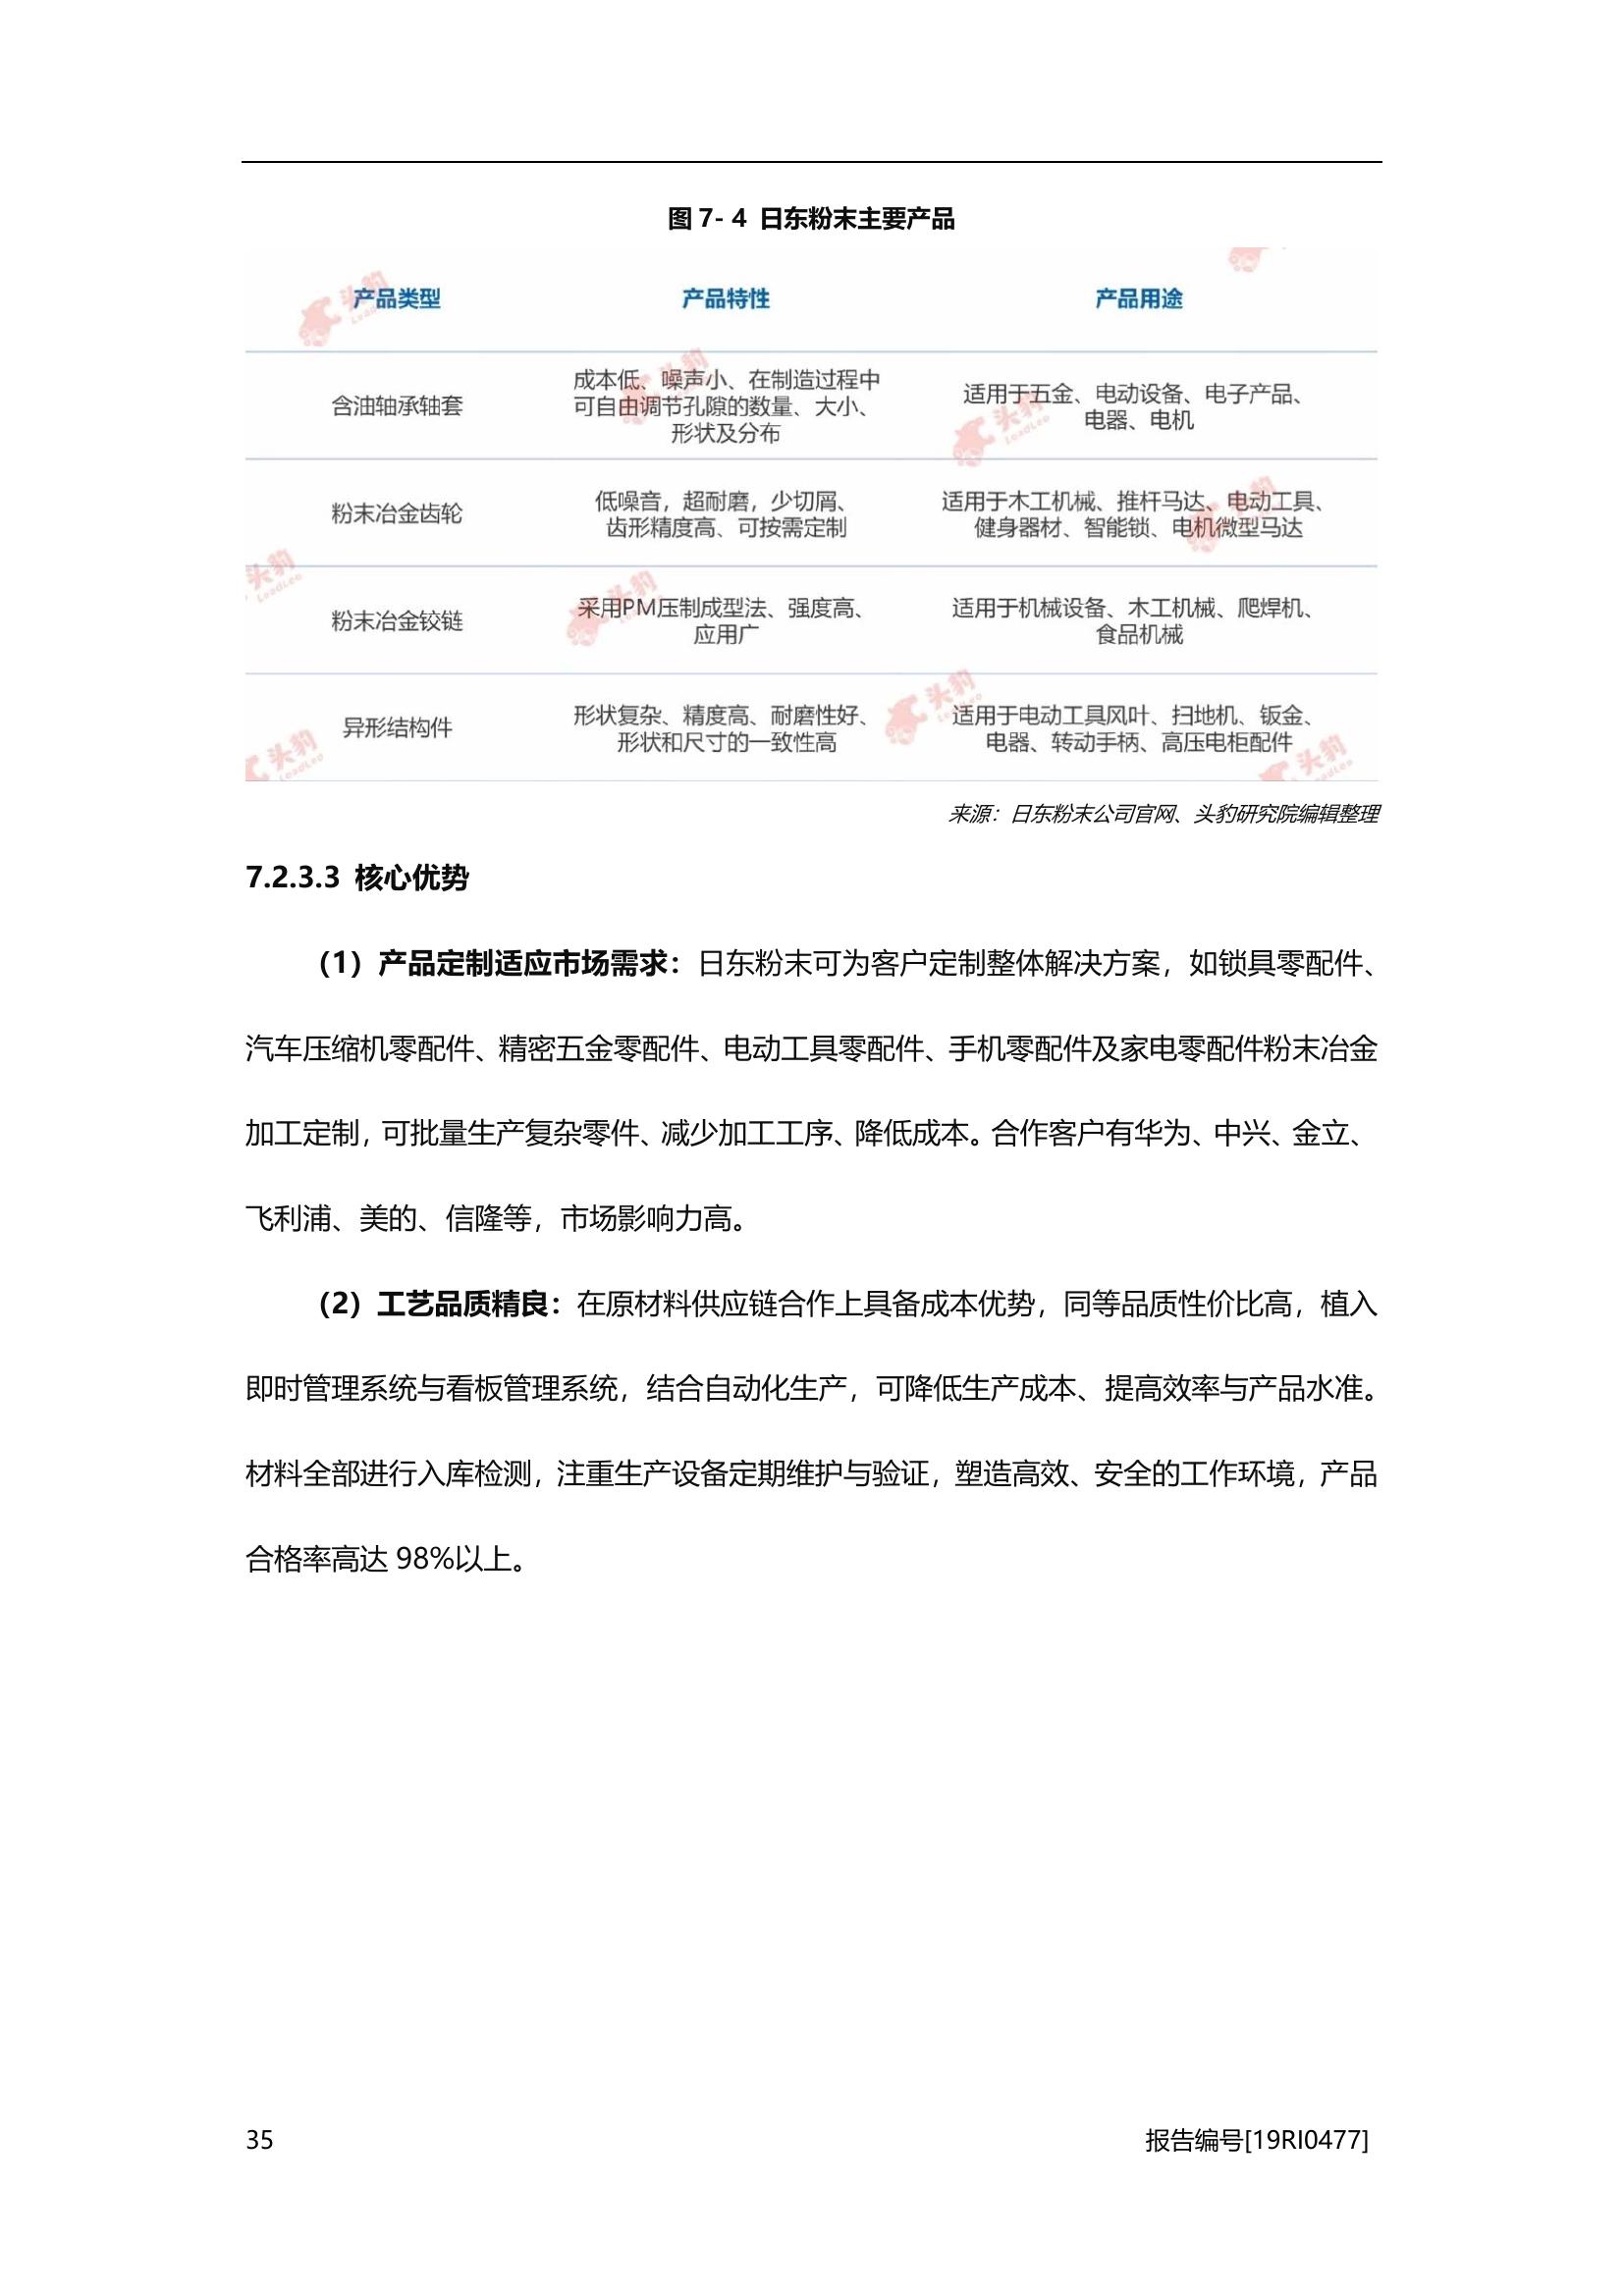 图 7- 4 日东粉末主要产品
产品类型 产品特性 产品用途
含油轴承轴套
成本低、噪声小、在制造过程中
可自由调节孔隙的数量、大小、
形状及分布
适用于五金、电动设备、电子产品、
电器、电机
粉末冶金齿轮
低噪音，超耐磨，少切屑、
齿形精度高、可按需定制
适用于木工机械、推杆马达、电动工具、
健身器材、智能锁、电机微型马达
粉末冶金铰链
采用PM压制成型法、强度高、
应用广
适用于机械设备、木工机械、爬焊机、
食品机械
异形结构件
形状复杂、精度高、耐磨性好、
形状和尺寸的一致性高
适用于电动工具风叶、扫地机、钣金、
电器、转动手柄、高压电柜配件
来源：日东粉末公司官网、头豹研究院编辑整理
7.2.3.3 核心优势
（1）产品定制适应市场需求：日东粉末可为客户定制整体解决方案，如锁具零配件、
汽车压缩机零配件、精密五金零配件、电动工具零配件、手机零配件及家电零配件粉末冶金
加工定制，可批量生产复杂零件、减少加工工序、降低成本。合作客户有华为、中兴、金立、
飞利浦、美的、信隆等，市场影响力高。
（2）工艺品质精良：在原材料供应链合作上具备成本优势，同等品质性价比高，植入
即时管理系统与看板管理系统，结合自动化生产，可降低生产成本、提高效率与产品水准。
材料全部进行入库检测，注重生产设备定期维护与验证，塑造高效、安全的工作环境，产品
合格率高达 98%以上。
35 报告编号[19RI0477]